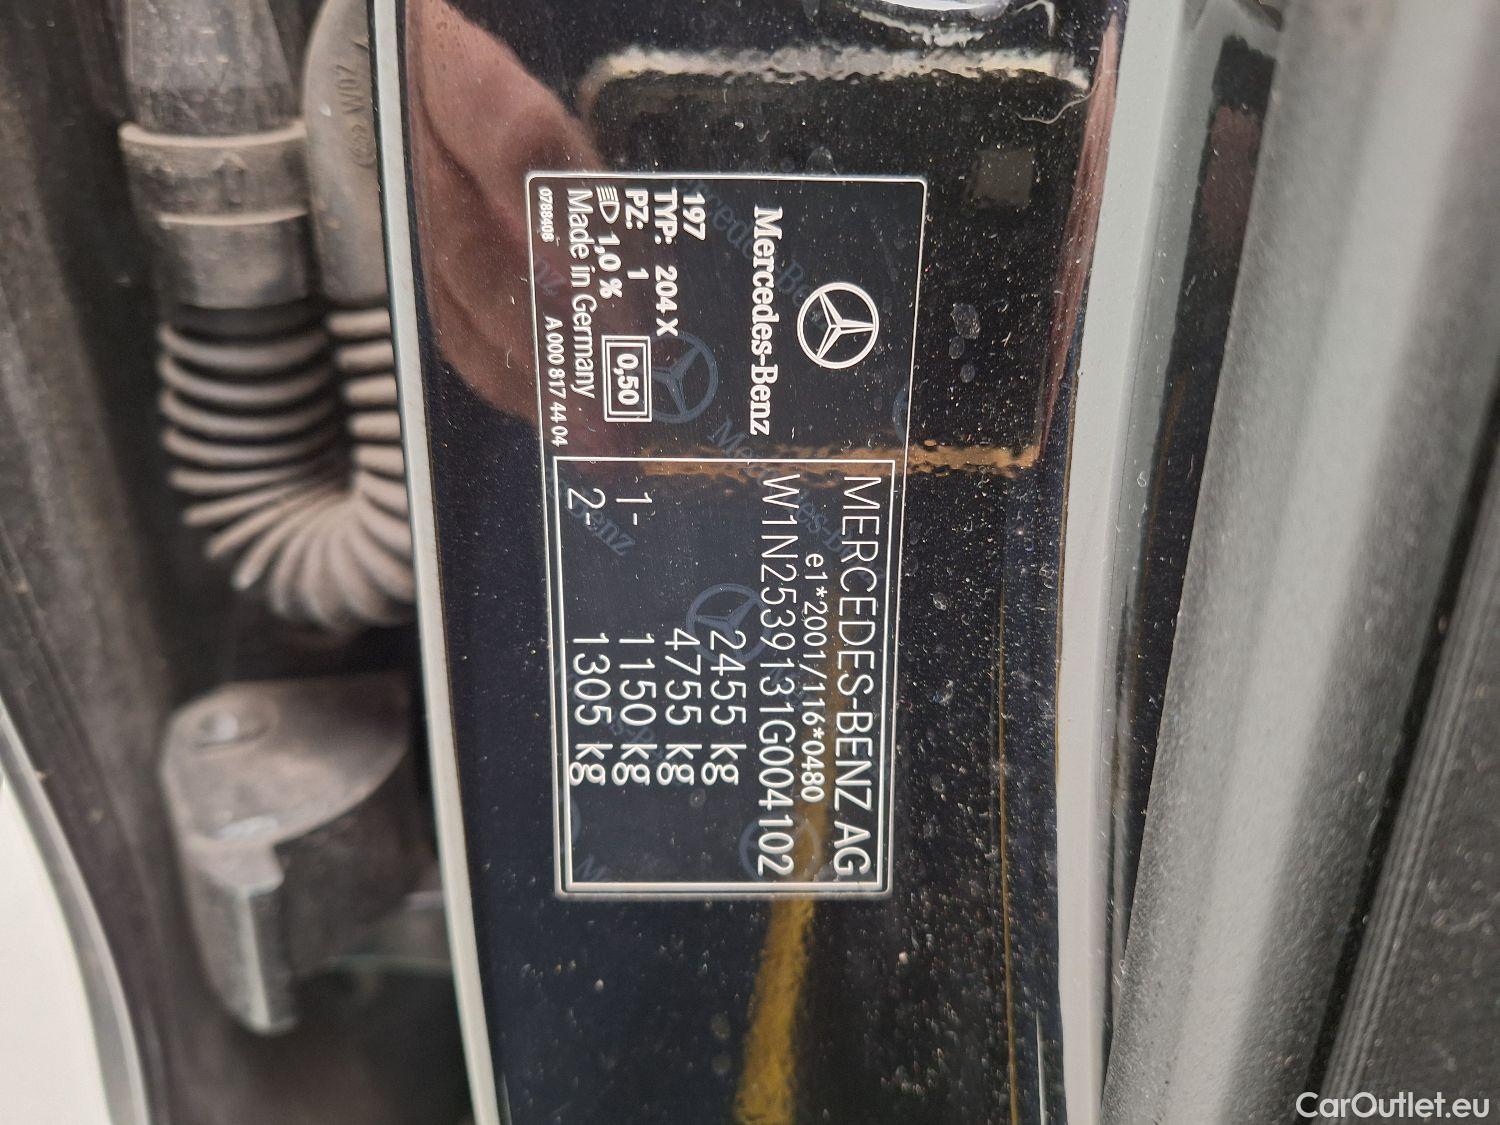 Mercedes-Benz
197
TYP: 204 X
PZ: 1
1,0 %
0,50
Made in Germany
0788408 A 000 817 44 04
MERCEDES-BENZ AG
e1*2001/116*0480
W1N2539131G004102
2455 kg
4755 kg
1- 1150 kg
2- 1305 kg
CarOutlet.eu